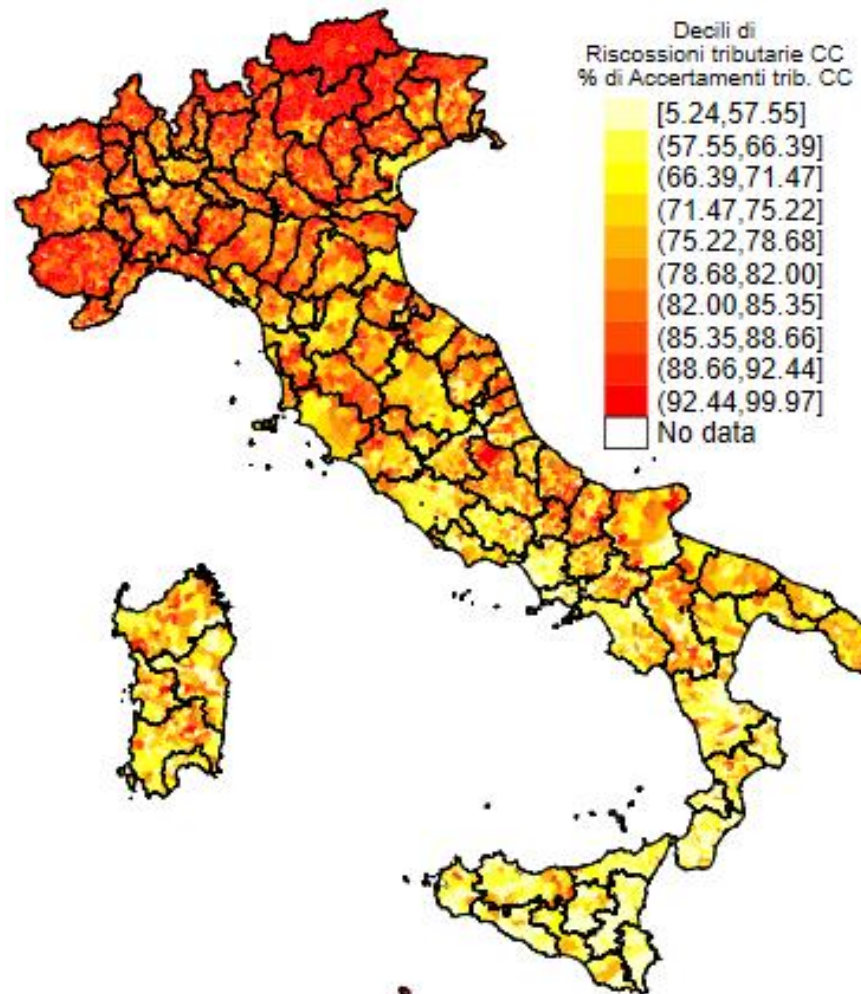 Decili di
Riscossioni tributarie CC
% di Accertamenti trib. CC
[5.24,57.55]
(57.55,66.39]
(66.39,71.47]
(71.47,75.22]
(75.22,78.68]
(78.68,82.00]
(82.00,85.35]
(85.35,88.66]
(88.66,92.44]
(92.44,99.97]
No data